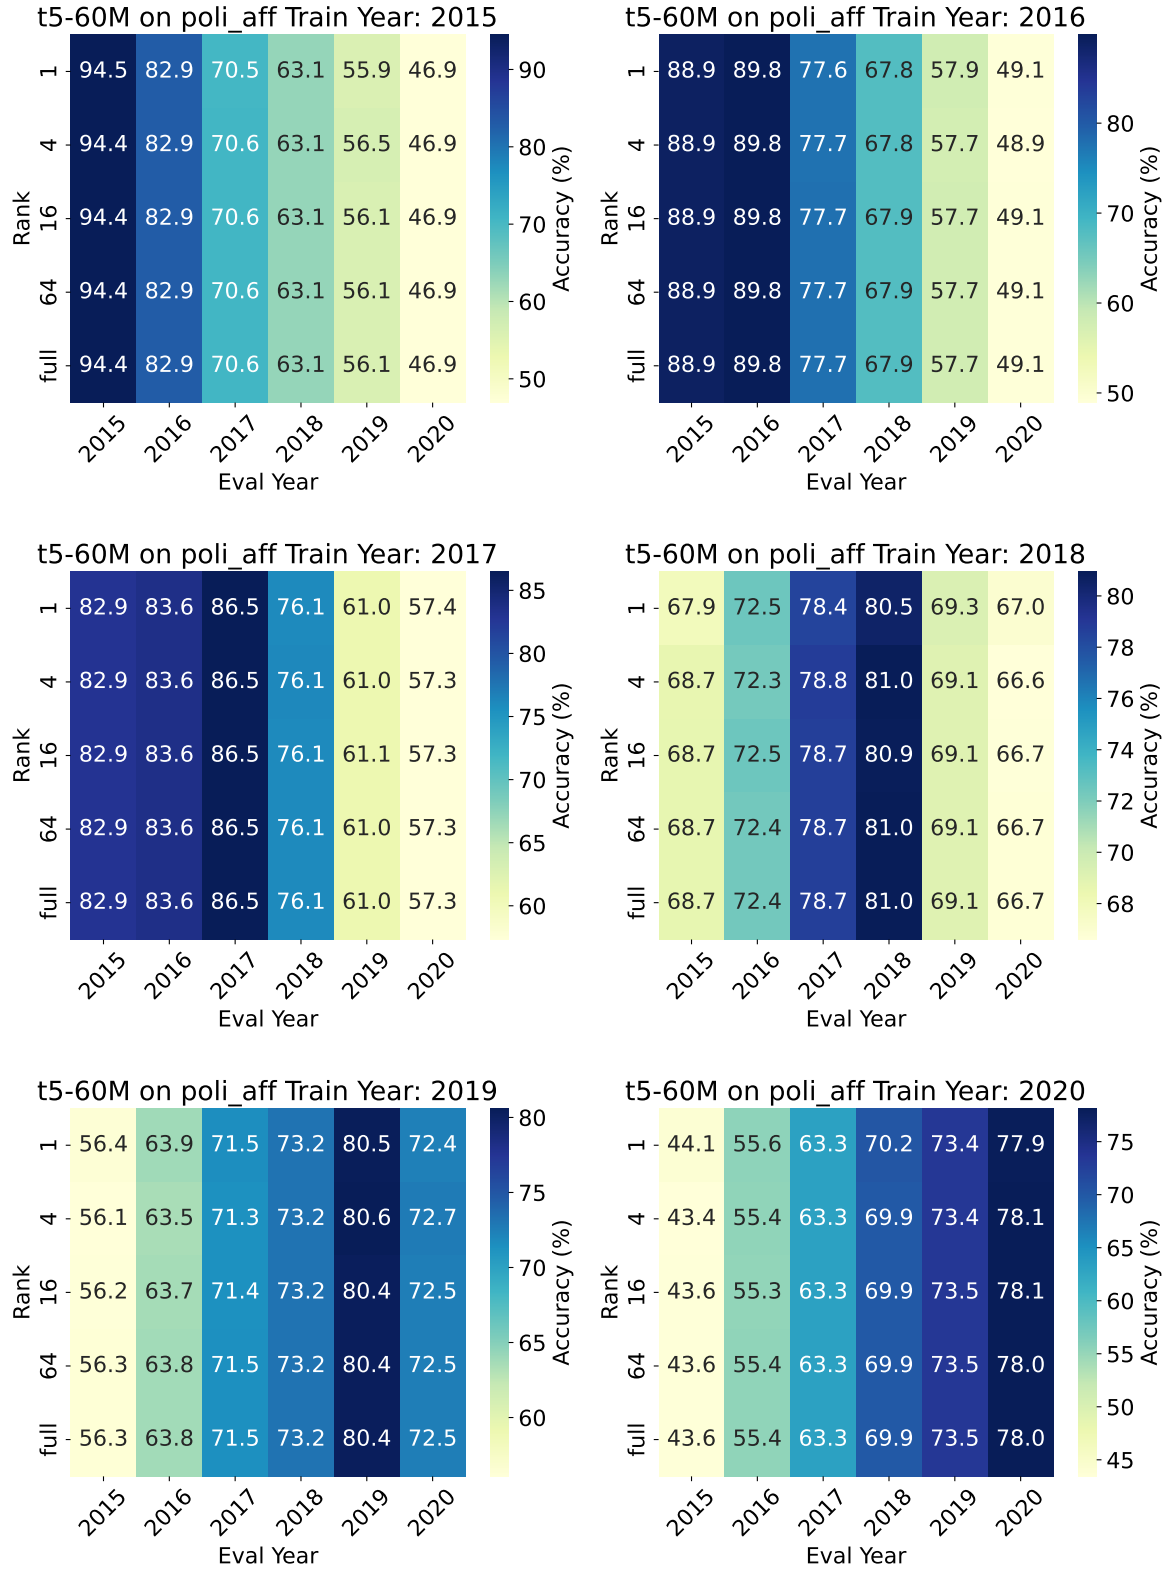 t5-60M on poli_aff Train Year: 2015
1 94.5 82.9 70.5 63.1 55.9 46.9
4 94.4 82.9 70.6 63.1 56.5 46.9
16 94.4 82.9 70.6 63.1 56.1 46.9
64 94.4 82.9 70.6 63.1 56.1 46.9
full 94.4 82.9 70.6 63.1 56.1 46.9
Rank
2015 2016 2017 2018 2019 2020
Eval Year
90
80
70
60
50
Accuracy (%)
t5-60M on poli_aff Train Year: 2016
1 88.9 89.8 77.6 67.8 57.9 49.1
4 88.9 89.8 77.7 67.8 57.7 48.9
16 88.9 89.8 77.7 67.9 57.7 49.1
64 88.9 89.8 77.7 67.9 57.7 49.1
full 88.9 89.8 77.7 67.9 57.7 49.1
Rank
2015 2016 2017 2018 2019 2020
Eval Year
80
70
60
50
Accuracy (%)
t5-60M on poli_aff Train Year: 2017
1 82.9 83.6 86.5 76.1 61.0 57.4
4 82.9 83.6 86.5 76.1 61.0 57.3
16 82.9 83.6 86.5 76.1 61.1 57.3
64 82.9 83.6 86.5 76.1 61.0 57.3
full 82.9 83.6 86.5 76.1 61.0 57.3
Rank
2015 2016 2017 2018 2019 2020
Eval Year
85
80
75
70
65
60
Accuracy (%)
t5-60M on poli_aff Train Year: 2018
1 67.9 72.5 78.4 80.5 69.3 67.0
4 68.7 72.3 78.8 81.0 69.1 66.6
16 68.7 72.5 78.7 80.9 69.1 66.7
64 68.7 72.4 78.7 81.0 69.1 66.7
full 68.7 72.4 78.7 81.0 69.1 66.7
Rank
2015 2016 2017 2018 2019 2020
Eval Year
80
78
76
74
72
70
68
Accuracy (%)
t5-60M on poli_aff Train Year: 2019
1 56.4 63.9 71.5 73.2 80.5 72.4
4 56.1 63.5 71.3 73.2 80.6 72.7
16 56.2 63.7 71.4 73.2 80.4 72.5
64 56.3 63.8 71.5 73.2 80.4 72.5
full 56.3 63.8 71.5 73.2 80.4 72.5
Rank
2015 2016 2017 2018 2019 2020
Eval Year
80
75
70
65
60
Accuracy (%)
t5-60M on poli_aff Train Year: 2020
1 44.1 55.6 63.3 70.2 73.4 77.9
4 43.4 55.4 63.3 69.9 73.4 78.1
16 43.6 55.3 63.3 69.9 73.5 78.1
64 43.6 55.4 63.3 69.9 73.5 78.0
full 43.6 55.4 63.3 69.9 73.5 78.0
Rank
2015 2016 2017 2018 2019 2020
Eval Year
75
70
65
60
55
50
45
Accuracy (%)